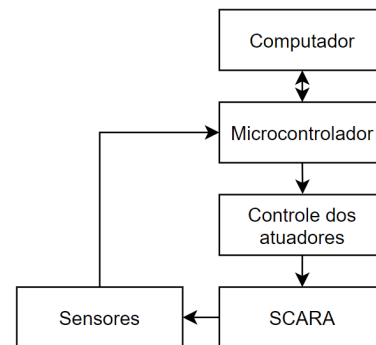 Computador
Microcontrolador
Controle dos
atuadores
Sensores
SCARA